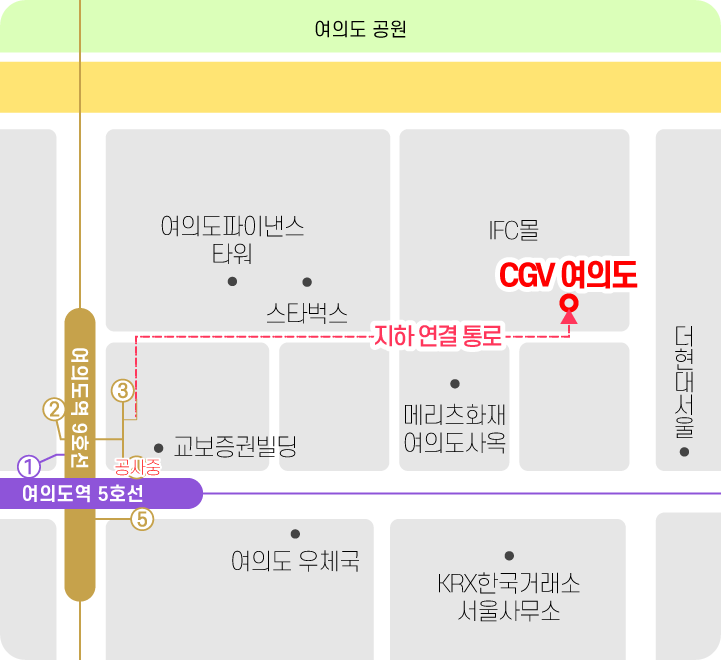 여의도 공원
여의도파이낸스
타워
IFC몰
CGV 여의도
스타벅스
지하 연결 통로
더현대서울
여의도역 9호선
③
②
메리츠화재
여의도사옥
교보증권빌딩
①
공사중
여의도역 5호선
⑤
여의도 우체국
KRX한국거래소
서울사무소